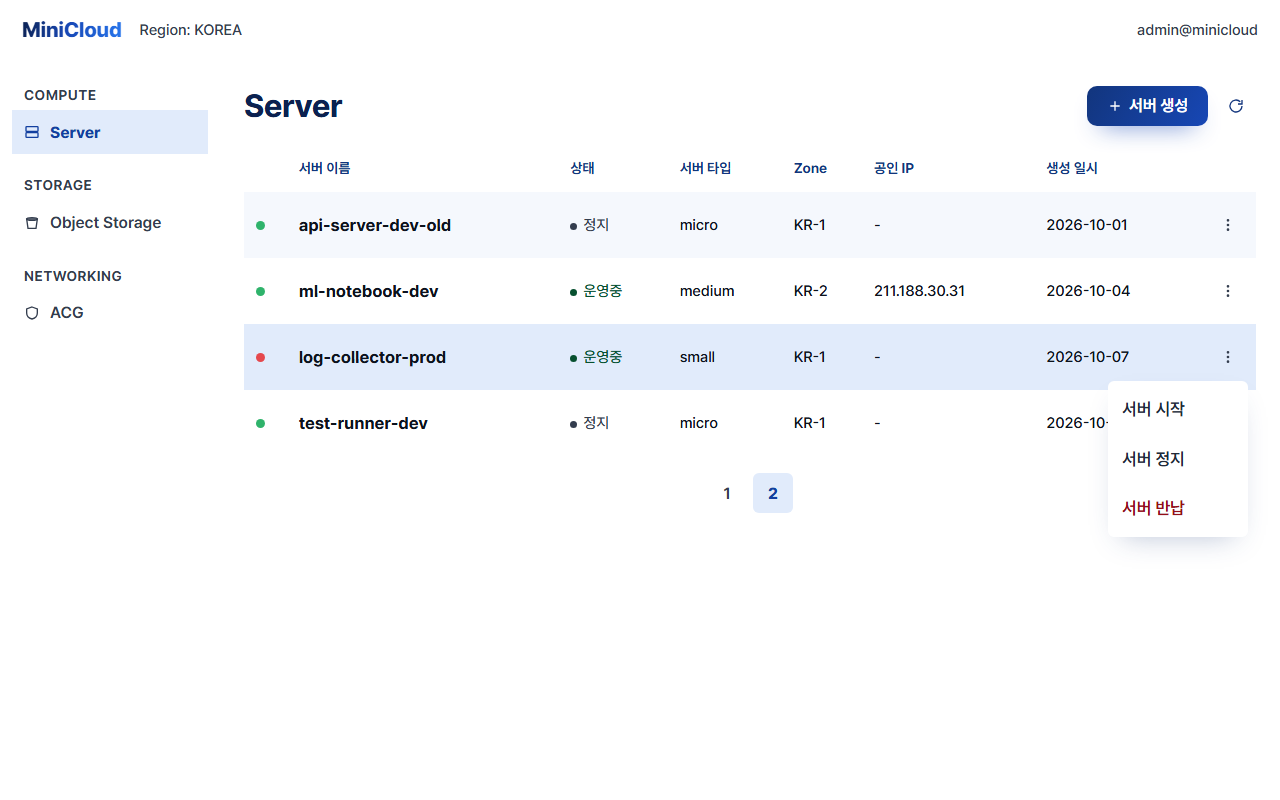 MiniCloud Region: KOREA admin@minicloud
COMPUTE
Server
STORAGE
Object Storage
NETWORKING
ACG
Server + 서버 생성
서버 이름 상태 서버 타입 Zone 공인 IP 생성 일시
api-server-dev-old 정지 micro KR-1 - 2026-10-01
ml-notebook-dev 운영중 medium KR-2 211.188.30.31 2026-10-04
log-collector-prod 운영중 small KR-1 - 2026-10-07
test-runner-dev 정지 micro KR-1 - 2026-10-
서버 시작
서버 정지
서버 반납
1 2